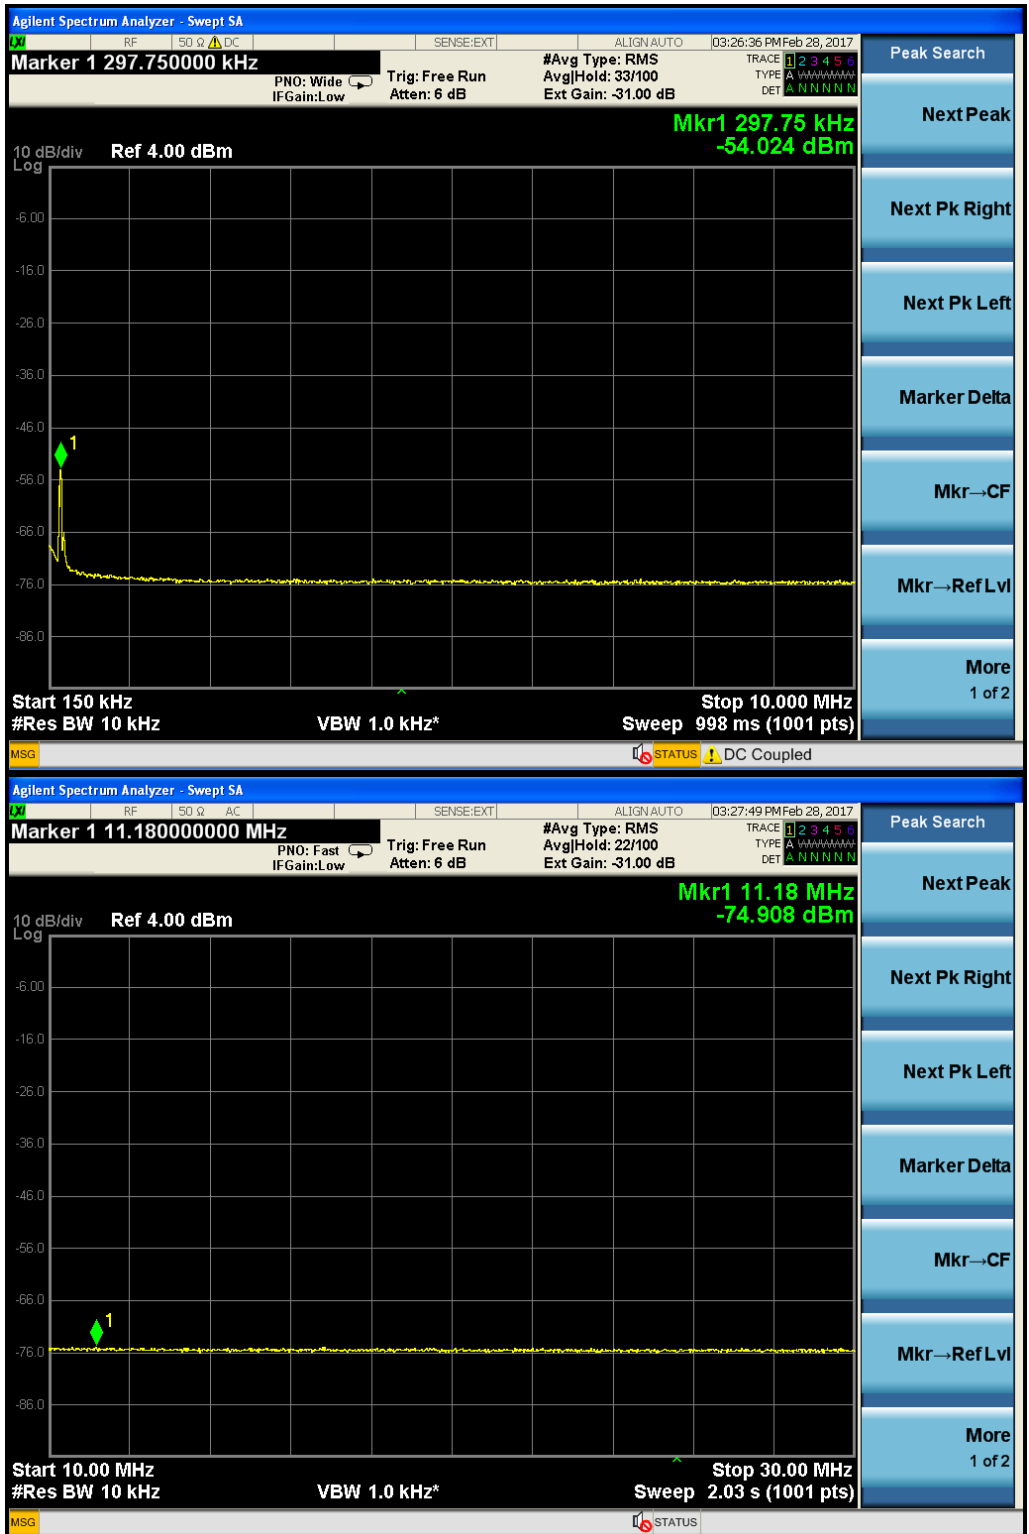 Agilent Spectrum Analyzer - Swept SA
LXI RF 50 Ω DC SENSE:EXT ALIGN AUTO 03:26:36 PM Feb 28, 2017
Marker 1 297.750000 kHz
PNO: Wide
IFGain:Low
Trig: Free Run
Atten: 6 dB
#Avg Type: RMS
Avg|Hold: 33/100
Ext Gain: -31.00 dB
TRACE 1 2 3 4 5 6
TYPE A WWWWW
DET A N N N N N
Peak Search
Mkr1 297.75 kHz
-54.024 dBm
10 dB/div Ref 4.00 dBm
Log
-6.00
-16.0
-26.0
-36.0
-46.0
1
-56.0
-66.0
-76.0
-86.0
Start 150 kHz Stop 10.000 MHz
#Res BW 10 kHz VBW 1.0 kHz* Sweep 998 ms (1001 pts)
MSG STATUS DC Coupled
Next Peak
Next Pk Right
Next Pk Left
Marker Delta
Mkr→CF
Mkr→Ref Lvl
More
1 of 2
Agilent Spectrum Analyzer - Swept SA
LXI RF 50 Ω AC SENSE:EXT ALIGN AUTO 03:27:49 PM Feb 28, 2017
Marker 1 11.180000000 MHz
PNO: Fast
IFGain:Low
Trig: Free Run
Atten: 6 dB
#Avg Type: RMS
Avg|Hold: 22/100
Ext Gain: -31.00 dB
TRACE 1 2 3 4 5 6
TYPE A WWWWW
DET A N N N N N
Peak Search
Mkr1 11.18 MHz
-74.908 dBm
10 dB/div Ref 4.00 dBm
Log
-6.00
-16.0
-26.0
-36.0
-46.0
-56.0
-66.0
1
-76.0
-86.0
Start 10.00 MHz Stop 30.00 MHz
#Res BW 10 kHz VBW 1.0 kHz* Sweep 2.03 s (1001 pts)
MSG STATUS
Next Peak
Next Pk Right
Next Pk Left
Marker Delta
Mkr→CF
Mkr→Ref Lvl
More
1 of 2